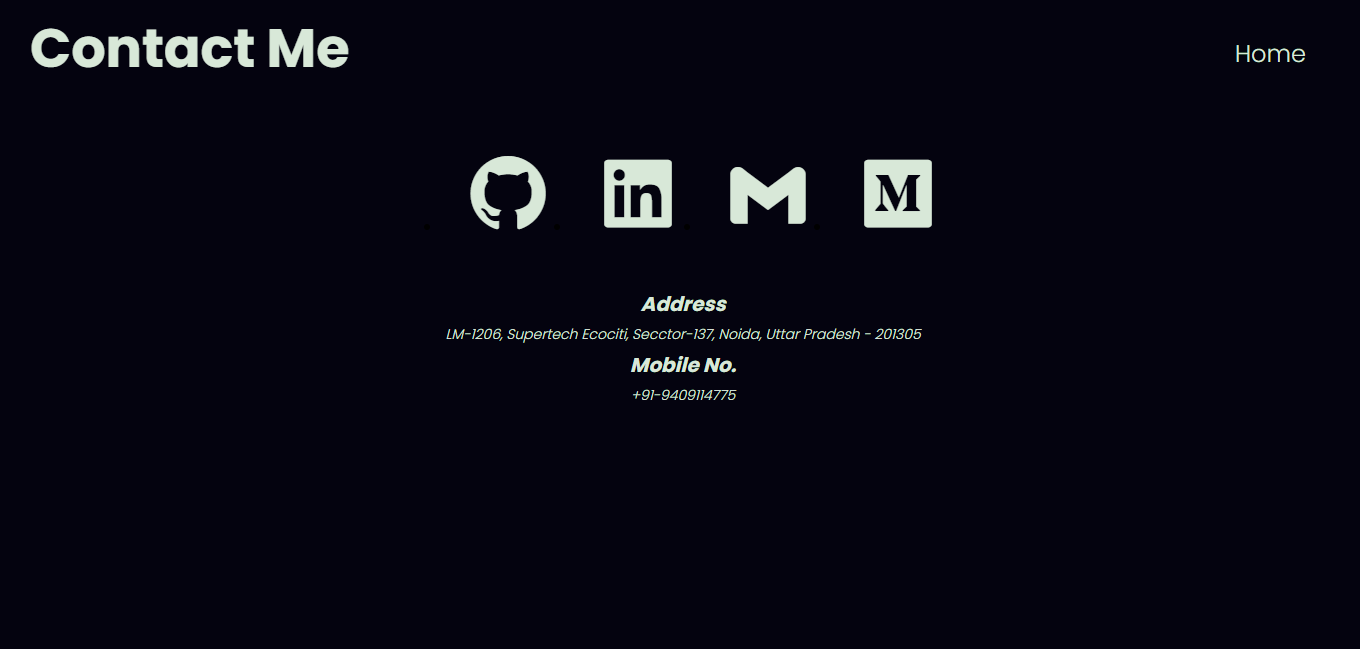 Contact Me
Home
in
M
Address
LM-1206, Supertech Ecociti, Secctor-137, Noida, Uttar Pradesh - 201305
Mobile No.
+91-9409114775